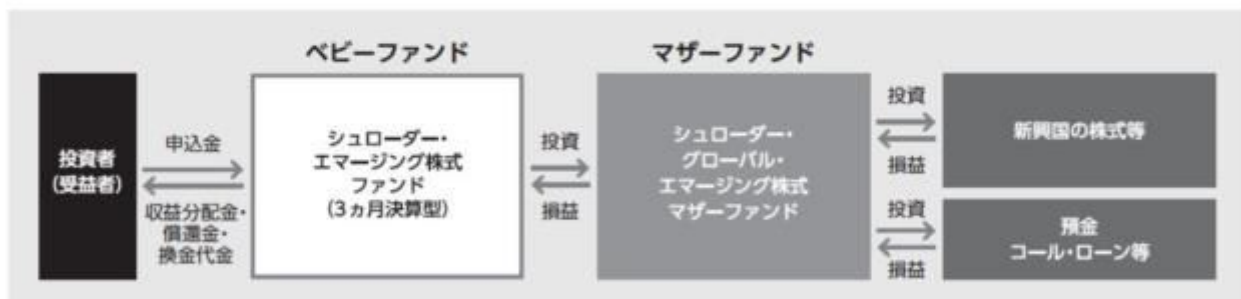 ベビーファンド
マザーファンド
投資者
(受益者)
申込金
収益分配金・
償還金・
換金代金
シュローダー・
エマージング株式
ファンド
(3ヵ月決算型)
投資
損益
シュローダー・
グローバル・
エマージング株式
マザーファンド
投資
損益
新興国の株式等
投資
損益
預金
コール・ローン等